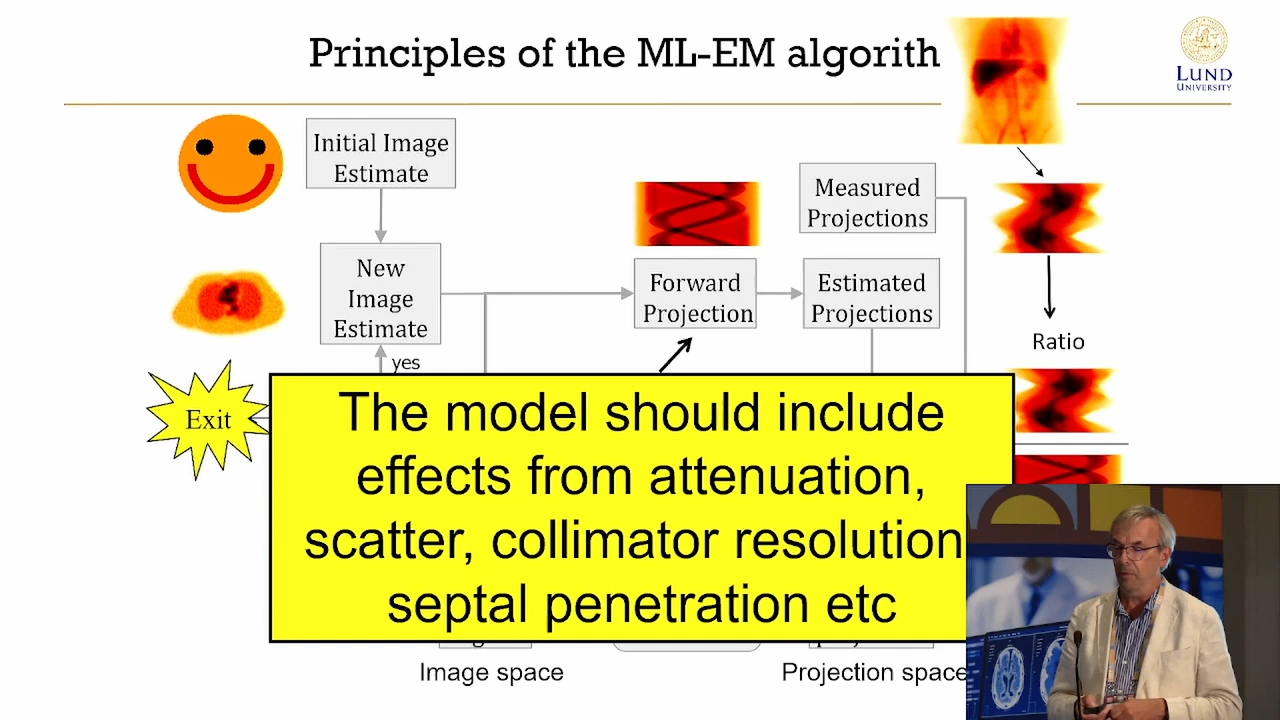 Principles of the ML-EM algorith
LUND
UNIVERSITY
Initial Image
Estimate
Measured
Projections
New
Image
Estimate
Forward
Projection
Estimated
Projections
Ratio
yes
Exit
The model should include
effects from attenuation,
scatter, collimator resolution
septal penetration etc
Image space
Projection space